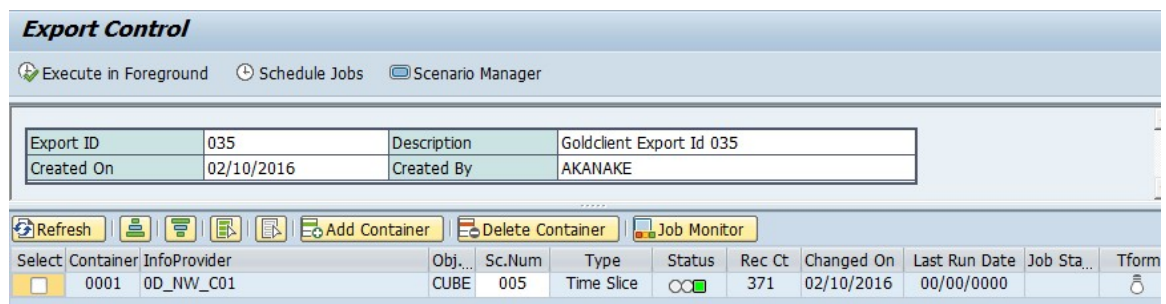 Export Control
Execute in Foreground Schedule Jobs Scenario Manager
Export ID 035 Description Goldclient Export Id 035
Created On 02/10/2016 Created By AKANAKE
Refresh Add Container Delete Container Job Monitor
Select Container InfoProvider Obj... Sc.Num Type Status Rec Ct Changed On Last Run Date Job Sta... Tform
0001 0D_NW_C01 CUBE 005 Time Slice 371 02/10/2016 00/00/0000